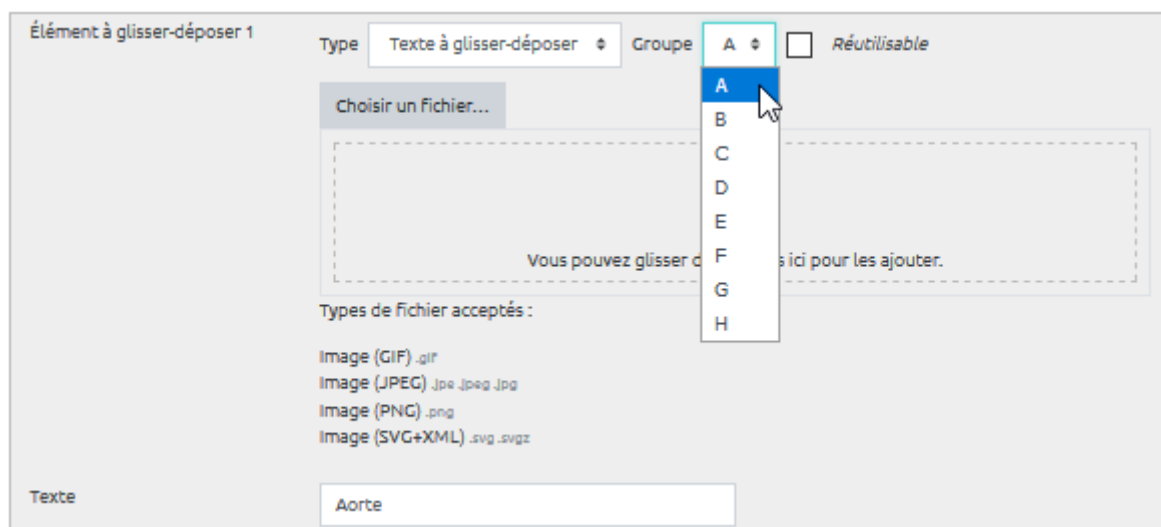 Élément à glisser-déposer 1
Type Texte à glisser-déposer Groupe A Réutilisable
Choisir un fichier...
A
B
C
D
E
F
G
H
Vous pouvez glisser d s ici pour les ajouter.
Types de fichier acceptés :
Image (GIF) .gif
Image (JPEG) .jpe .jpeg .jpg
Image (PNG) .png
Image (SVG+XML) .svg .svgz
Texte
Aorte